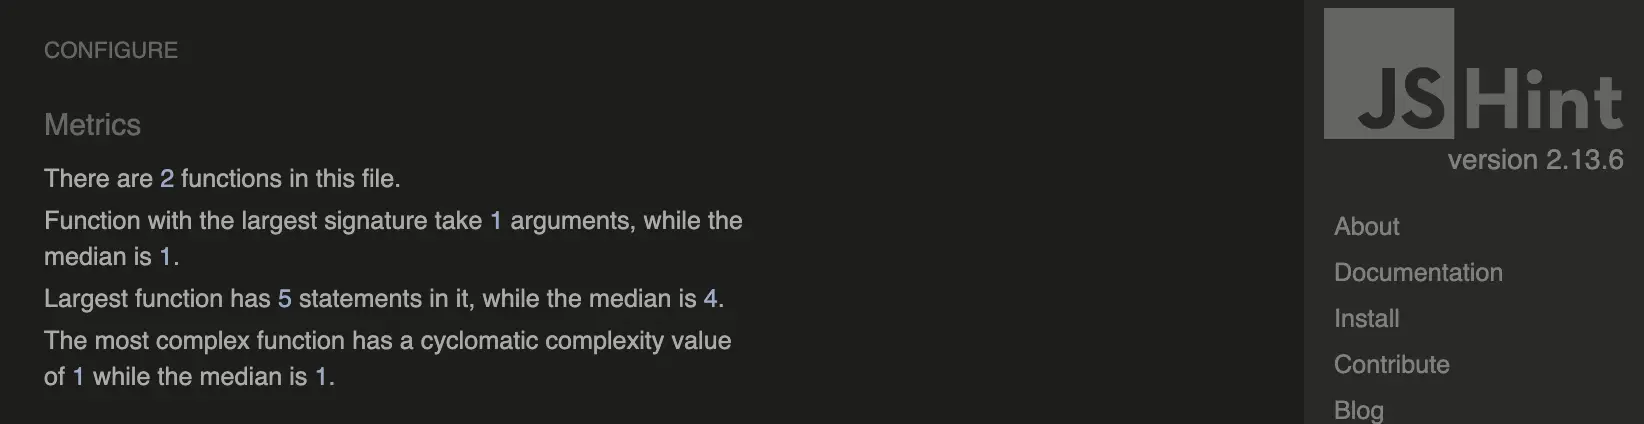 CONFIGURE
Metrics
There are 2 functions in this file.
Function with the largest signature take 1 arguments, while the
median is 1.
Largest function has 5 statements in it, while the median is 4.
The most complex function has a cyclomatic complexity value
of 1 while the median is 1.
JSHint
version 2.13.6
About
Documentation
Install
Contribute
Blog